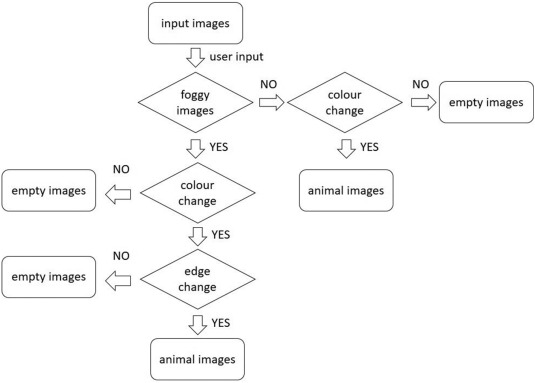 input images
user input
foggy
images
NO
colour
change
NO
empty images
YES
YES
animal images
empty images
NO
colour
change
YES
empty images
NO
edge
change
YES
animal images